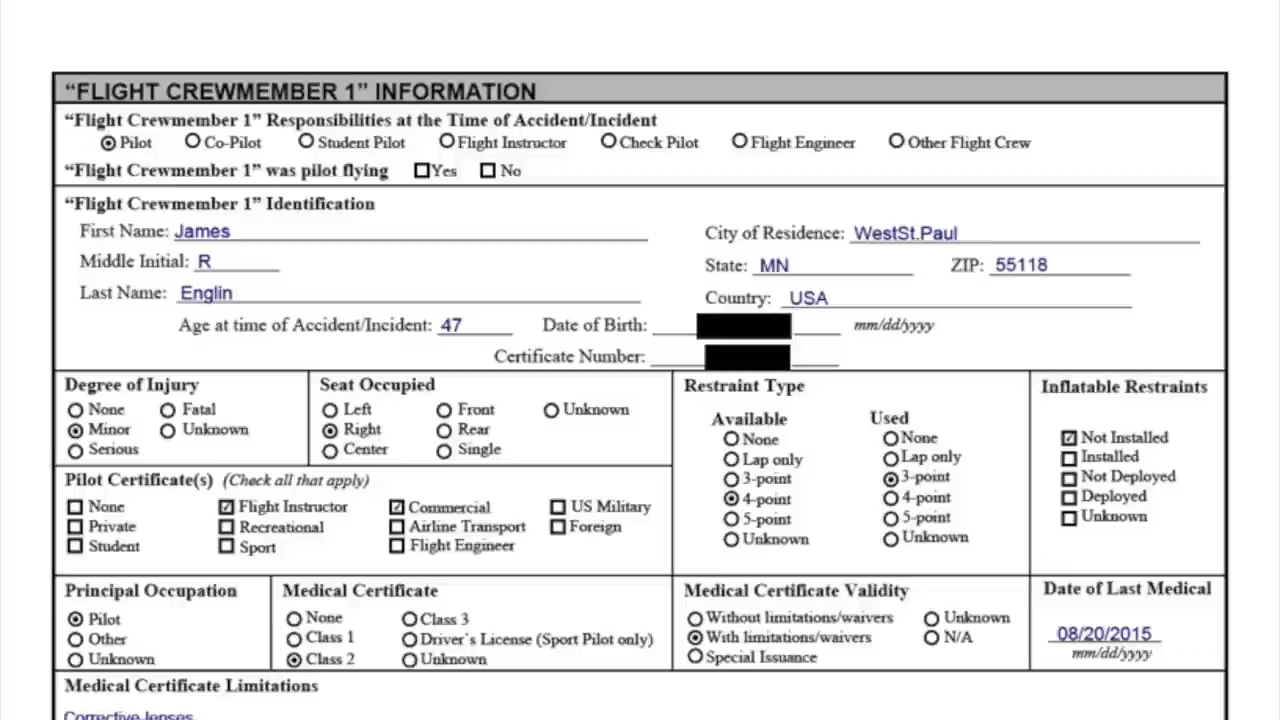 “FLIGHT CREWMEMBER 1” INFORMATION
“Flight Crewmember 1” Responsibilities at the Time of Accident/Incident
Pilot Co-Pilot Student Pilot Flight Instructor Check Pilot Flight Engineer Other Flight Crew
“Flight Crewmember 1” was pilot flying Yes No
“Flight Crewmember 1” Identification
First Name: James
City of Residence: WestSt.Paul
Middle Initial: R
State: MN ZIP: 55118
Last Name: Englin
Country: USA
Age at time of Accident/Incident: 47 Date of Birth: mm/dd/yyyy
Certificate Number:
Degree of Injury
None Fatal
Minor Unknown
Serious
Seat Occupied
Left Front Unknown
Right Rear
Center Single
Restraint Type
Available
None
Lap only
3-point
4-point
5-point
Unknown
Used
None
Lap only
3-point
4-point
5-point
Unknown
Inflatable Restraints
Not Installed
Installed
Not Deployed
Deployed
Unknown
Pilot Certificate(s) (Check all that apply)
None Flight Instructor Commercial US Military
Private Recreational Airline Transport Foreign
Student Sport Flight Engineer
Principal Occupation
Pilot
Other
Unknown
Medical Certificate
None Class 3
Class 1 Driver's License (Sport Pilot only)
Class 2 Unknown
Medical Certificate Validity
Without limitations/waivers Unknown
With limitations/waivers N/A
Special Issuance
Date of Last Medical
08/20/2015
mm/dd/yyyy
Medical Certificate Limitations
Corrective lenses